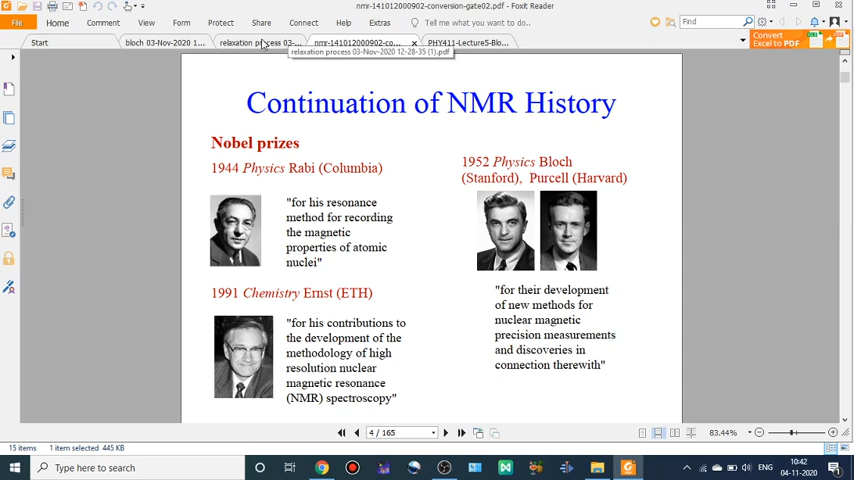 nmr-141012000902-conversion-gate02.pdf - Foxit Reader
File
Home
Comment
View
Form
Protect
Share
Connect
Help
Extras
Tell me what you want to do...
Find
Start
bloch 03-Nov-2020 1...
relaxation process 03-...
nmr-141012000902-co...
PHY411-Lecture5-Blo...
Convert
Excel to PDF
relaxation process 03-Nov-2020 12-28-35 (1).pdf
Continuation of NMR History
Nobel prizes
1944 Physics Rabi (Columbia)
"for his resonance
method for recording
the magnetic
properties of atomic
nuclei"
1952 Physics Bloch
(Stanford), Purcell (Harvard)
"for their development
of new methods for
nuclear magnetic
precision measurements
and discoveries in
connection therewith"
1991 Chemistry Ernst (ETH)
"for his contributions to
the development of the
methodology of high
resolution nuclear
magnetic resonance
(NMR) spectroscopy"
4 / 165
83.44%
15 items
1 item selected 445 KB
Type here to search
ENG
10:42
04-11-2020